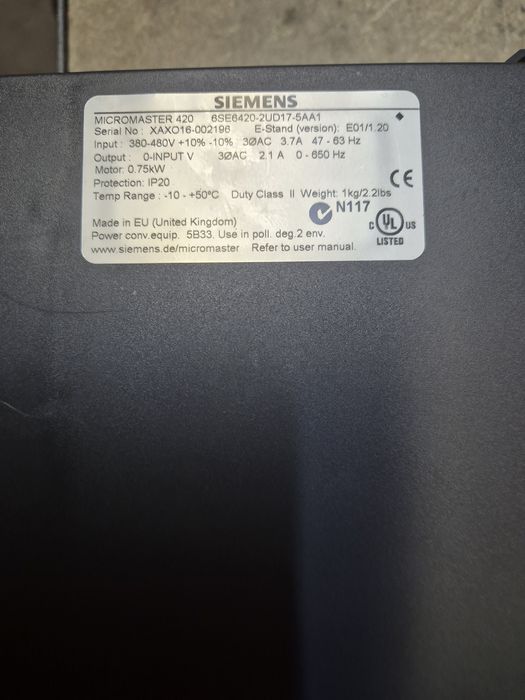 SIEMENS
MICROMASTER 420 6SE6420-2UD17-5AA1
Serial No : XAXO16-002196 E-Stand (version): E01/1.20
Input : 380-480V +10% -10% 3ØAC 3.7A 47 - 63 Hz
Output : 0-INPUT V 3ØAC 2.1 A 0 - 650 Hz
Motor: 0.75kW
Protection: IP20
Temp Range : -10 - +50°C Duty Class II Weight: 1kg/2.2lbs
CE
N117
Made in EU (United Kingdom)
C UL US
Power conv.equip. 5B33. Use in poll. deg.2 env.
LISTED
www.siemens.de/micromaster Refer to user manual.